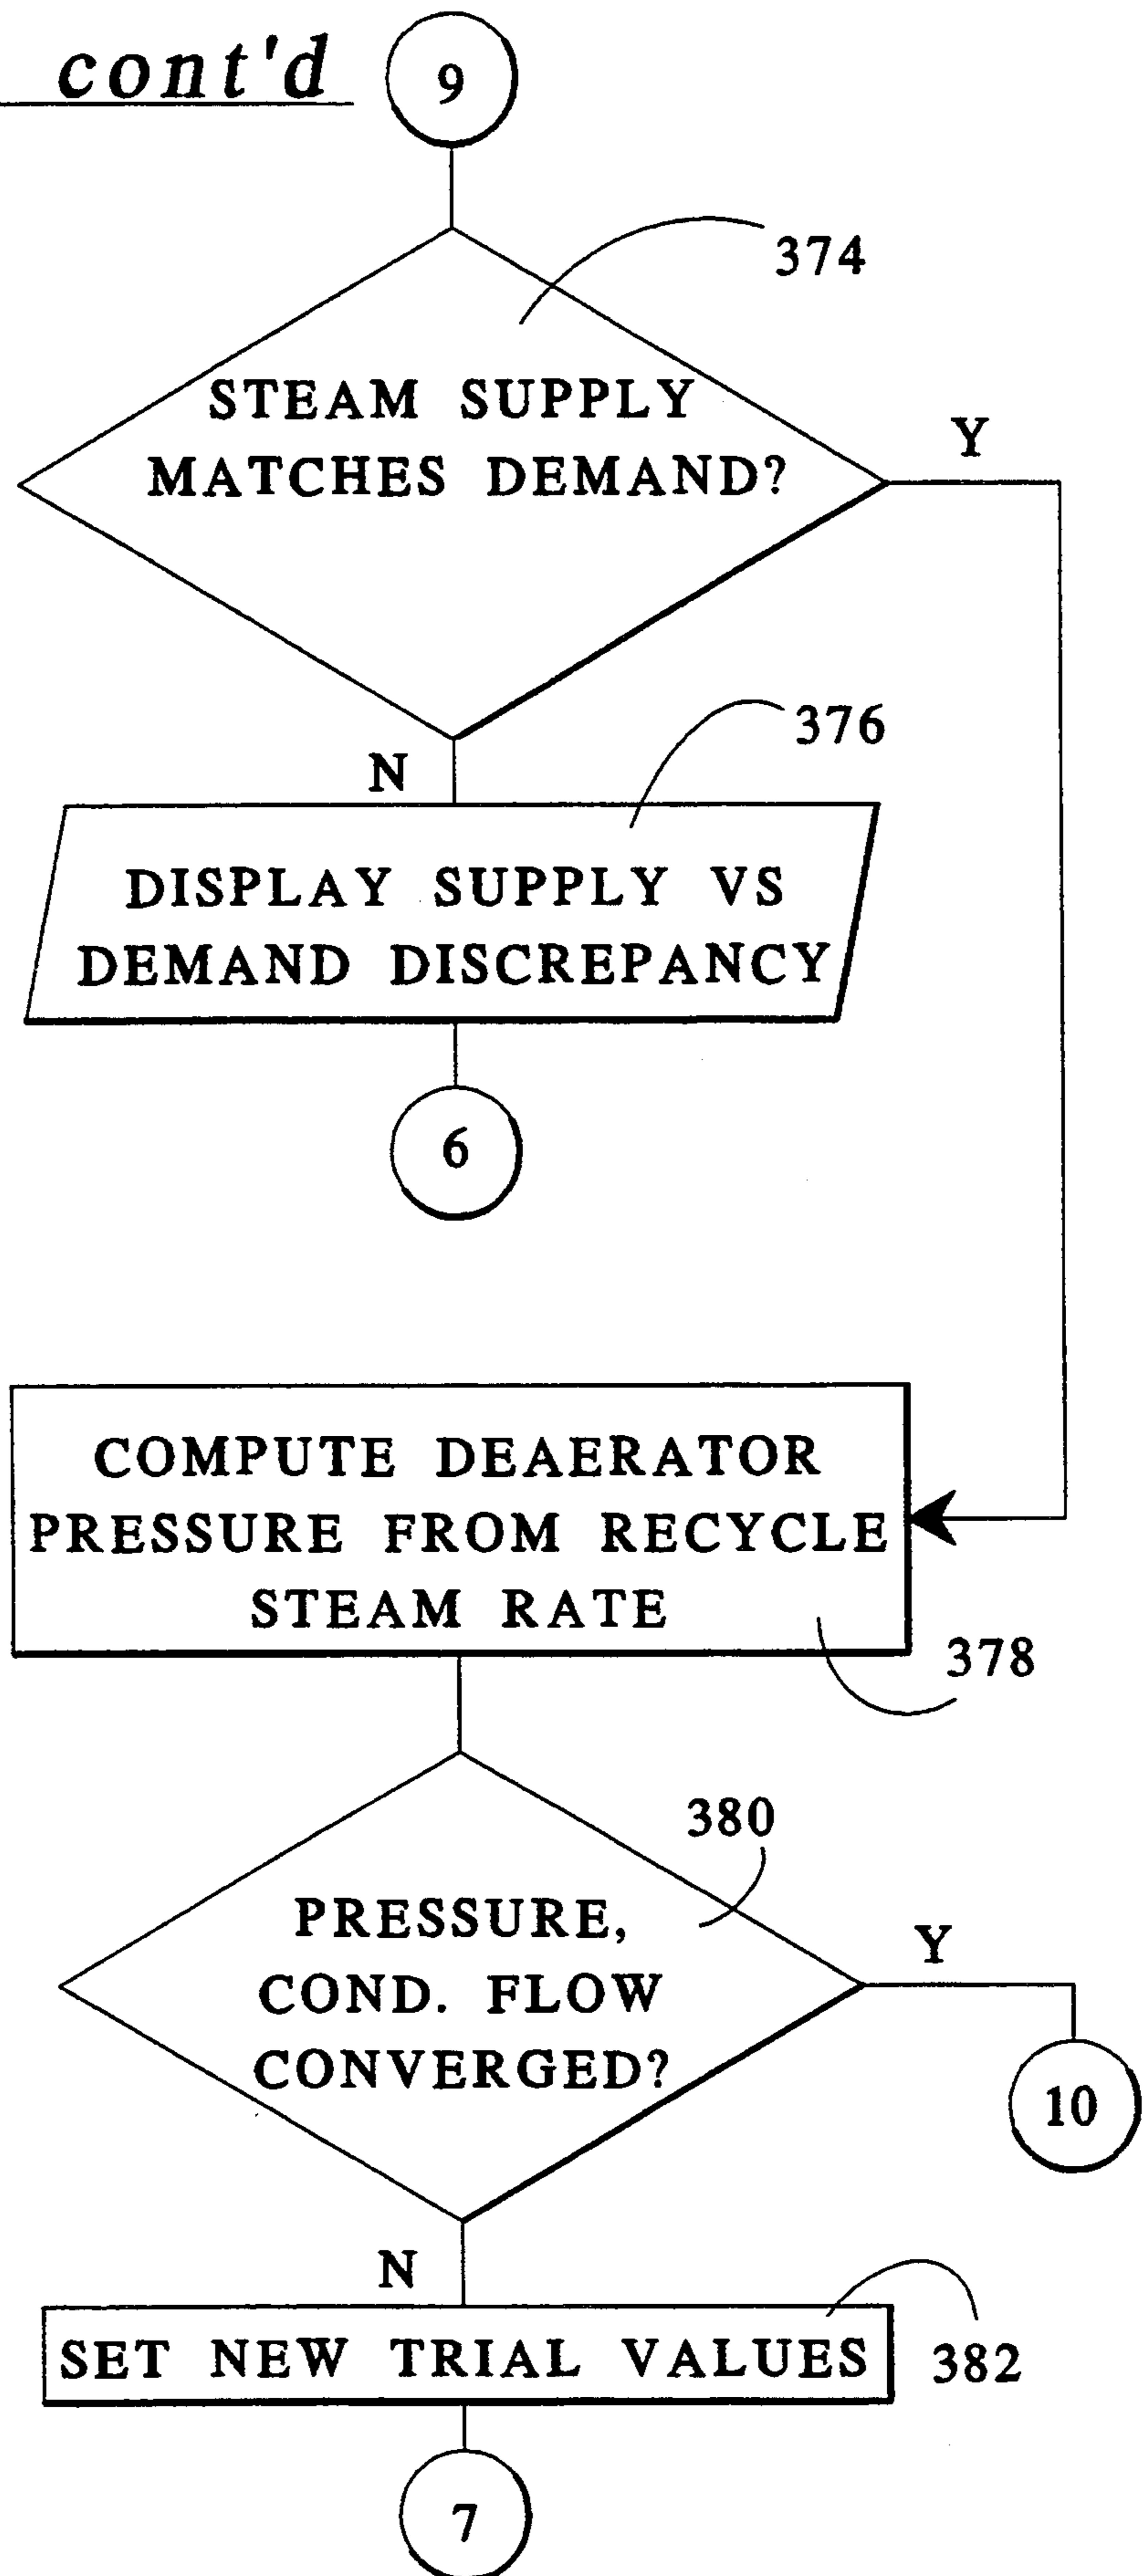 cont'd
9
374
STEAM SUPPLY
MATCHES DEMAND?
Y
376
N
DISPLAY SUPPLY VS
DEMAND DISCREPANCY
6
COMPUTE DEAERATOR
PRESSURE FROM RECYCLE
STEAM RATE
378
380
PRESSURE,
COND. FLOW
CONVERGED?
Y
10
N
SET NEW TRIAL VALUES
382
7